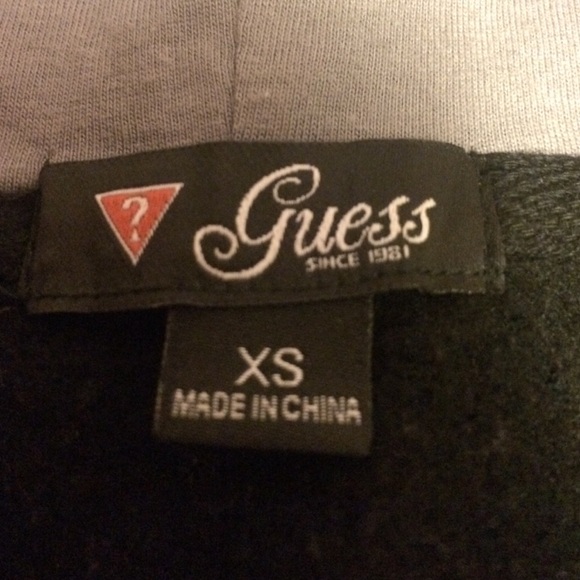 ?
Guess
SINCE 1981
XS
MADE IN CHINA